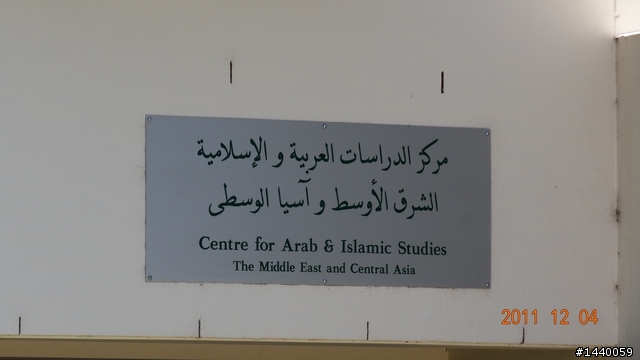 مركز الدراسات العربية و الإسلامية
الشرق الأوسط و آسيا الوسطى
Centre for Arab & Islamic Studies
The Middle East and Central Asia
2011 12 04
#1440059